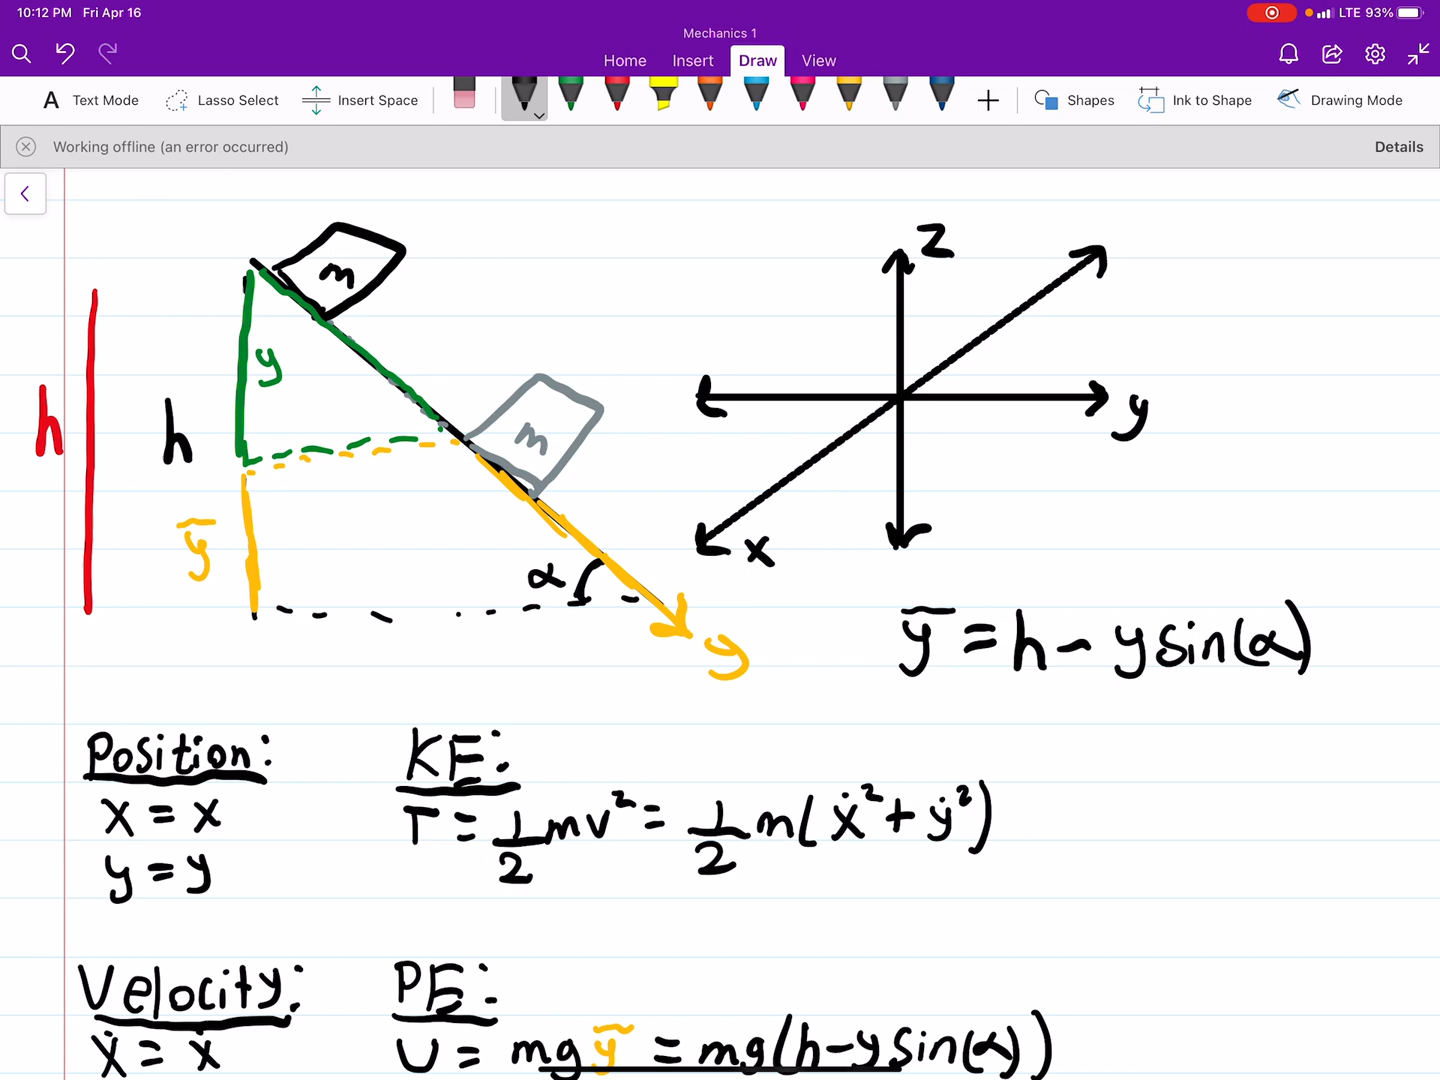 10:12 PM Fri Apr 16
LTE 93%
Mechanics 1
Home Insert Draw View
A Text Mode Lasso Select Insert Space Shapes Ink to Shape Drawing Mode
Working offline (an error occurred) Details
m
z
y
h
h
m
y
ȳ
α
x
y
ȳ = h - y sin(α)
Position:
x = x
y = y
KE:
T = 1/2 mv² = 1/2 m(ẋ² + ẏ²)
Velocity:
ẋ = ẋ
PE:
U = mgȳ = mg(h-y sin(α))